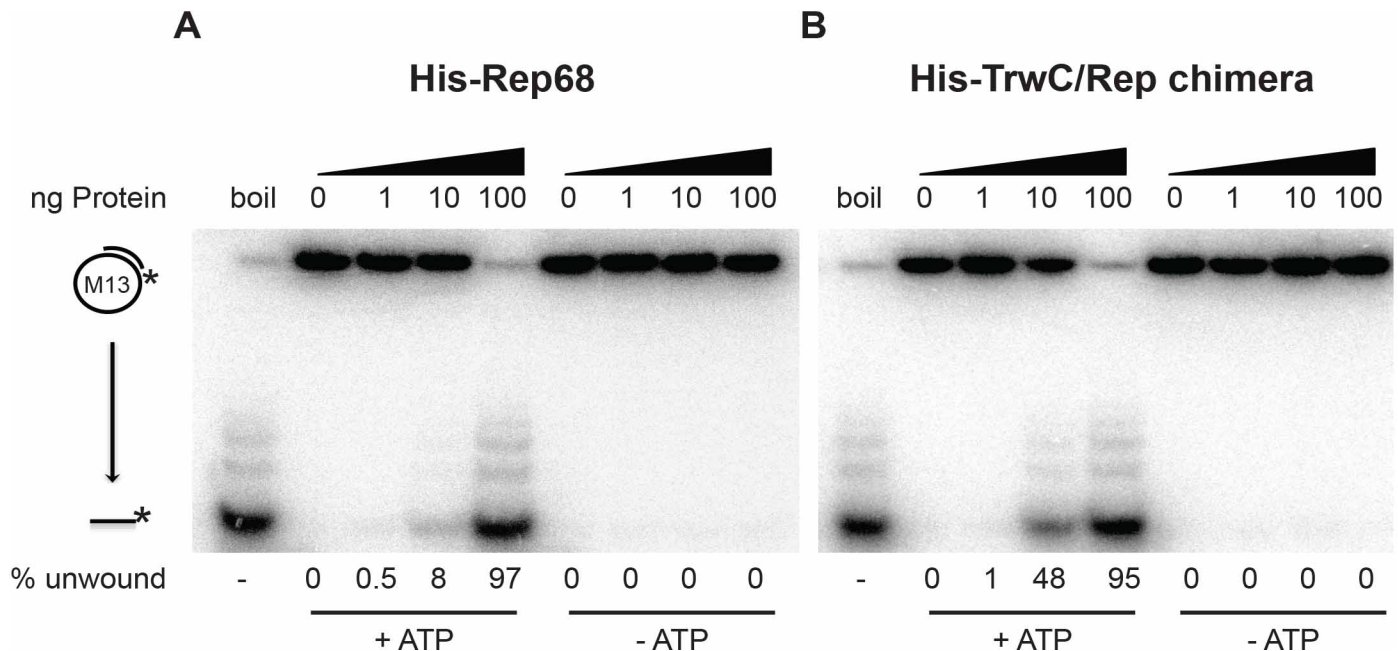 A
B
His-Rep68
His-TrwC/Rep chimera
ng Protein boil 0 1 10 100 0 1 10 100 boil 0 1 10 100 0 1 10 100
M13 *
*
% unwound - 0 0.5 8 97 0 0 0 0 - 0 1 48 95 0 0 0 0
+ ATP - ATP + ATP - ATP